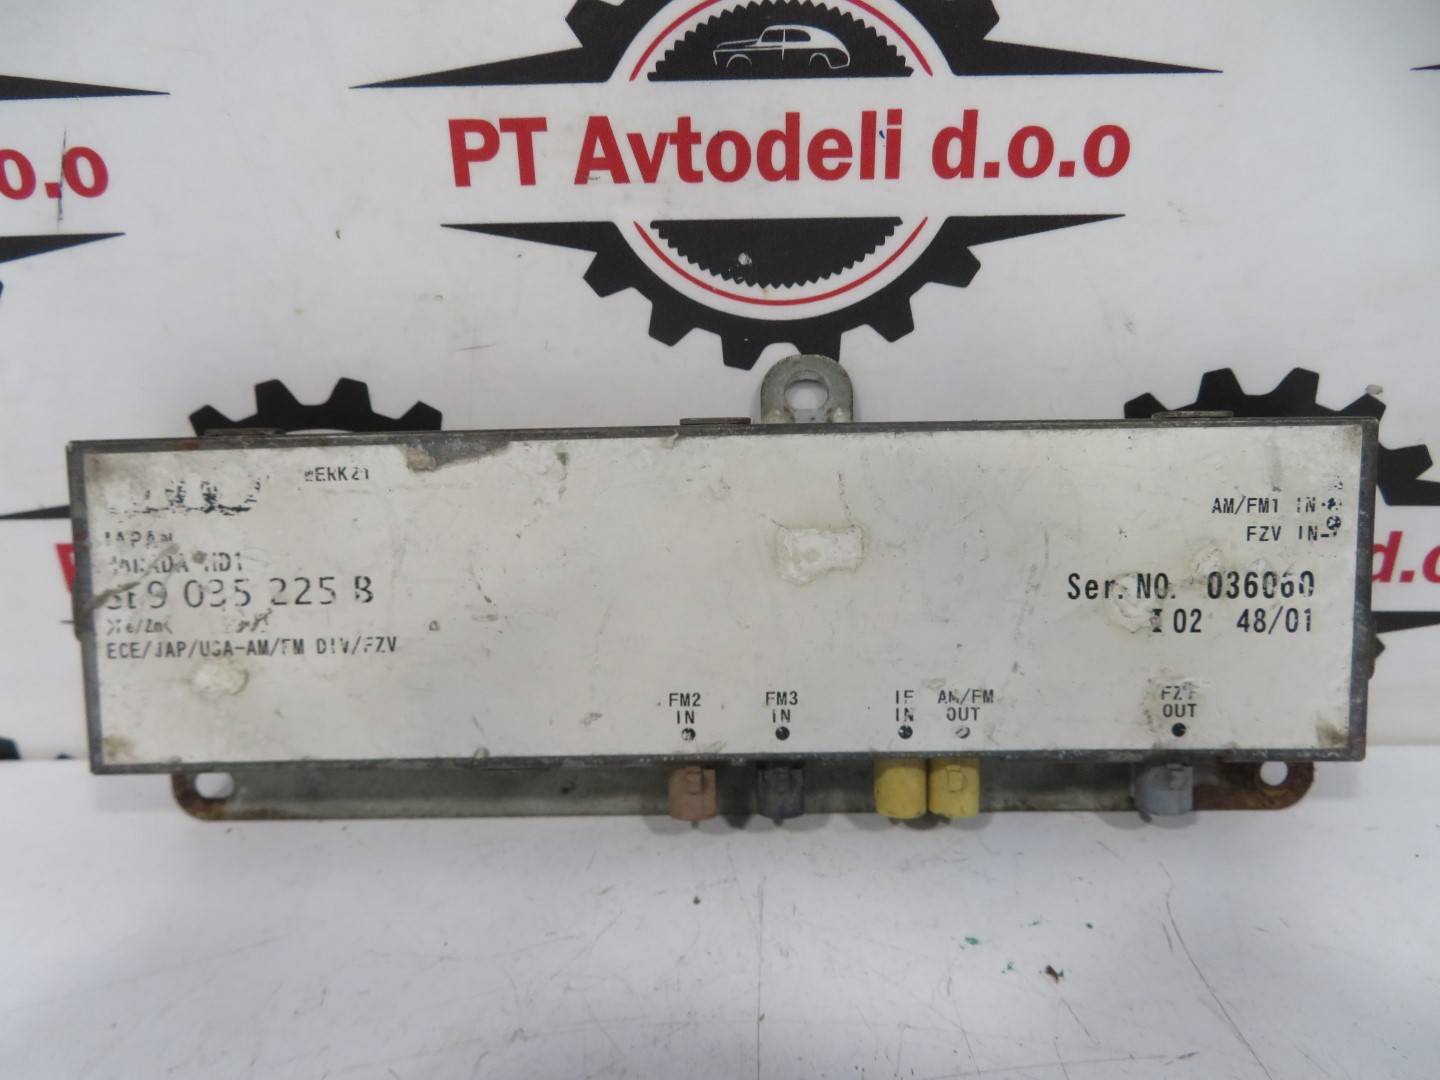 PT Avtodeli d.o.o
o.o
d.o
JAPAN
9 035 225 B
ECE/JAP/USA-AM/FM DIV/FZV
AM/FM1 IN
FZV IN
Ser. NO. 036060
02 48/01
FM2 IN
FM3 IN
IF IN
AM/FM OUT
FZV OUT